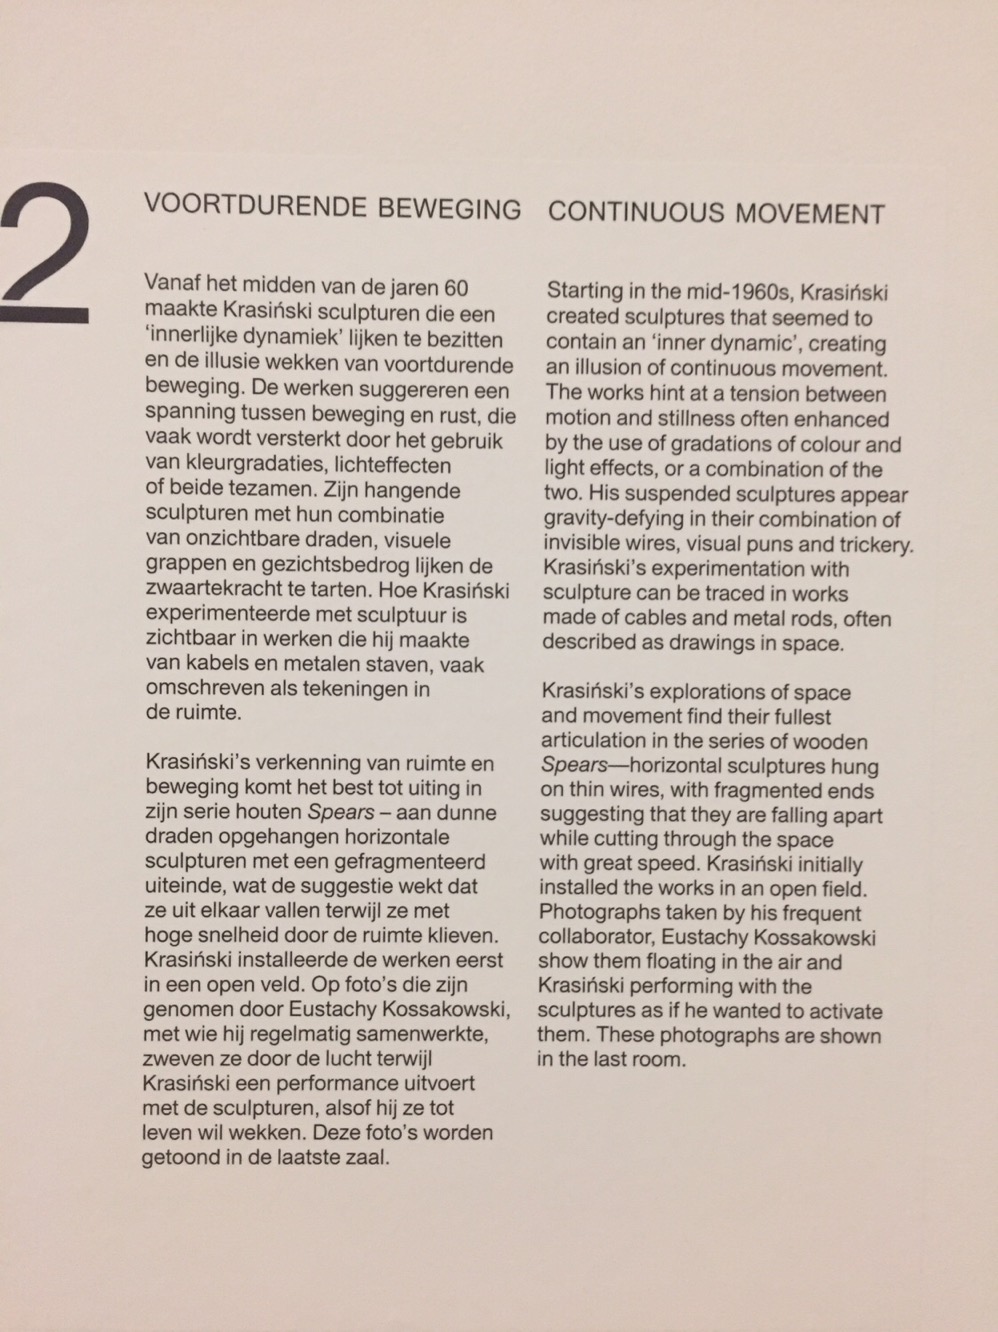 2
VOORTDURENDE BEWEGING
Vanaf het midden van de jaren 60
maakte Krasiński sculpturen die een
‘innerlijke dynamiek’ lijken te bezitten
en de illusie wekken van voortdurende
beweging. De werken suggereren een
spanning tussen beweging en rust, die
vaak wordt versterkt door het gebruik
van kleurgradaties, lichteffecten
of beide tezamen. Zijn hangende
sculpturen met hun combinatie
van onzichtbare draden, visuele
grappen en gezichtsbedrog lijken de
zwaartekracht te tarten. Hoe Krasiński
experimenteerde met sculptuur is
zichtbaar in werken die hij maakte
van kabels en metalen staven, vaak
omschreven als tekeningen in
de ruimte.
Krasiński’s verkenning van ruimte en
beweging komt het best tot uiting in
zijn serie houten Spears – aan dunne
draden opgehangen horizontale
sculpturen met een gefragmenteerd
uiteinde, wat de suggestie wekt dat
ze uit elkaar vallen terwijl ze met
hoge snelheid door de ruimte klieven.
Krasiński installeerde de werken eerst
in een open veld. Op foto’s die zijn
genomen door Eustachy Kossakowski,
met wie hij regelmatig samenwerkte,
zweven ze door de lucht terwijl
Krasiński een performance uitvoert
met de sculpturen, alsof hij ze tot
leven wil wekken. Deze foto’s worden
getoond in de laatste zaal.
CONTINUOUS MOVEMENT
Starting in the mid-1960s, Krasiński
created sculptures that seemed to
contain an ‘inner dynamic’, creating
an illusion of continuous movement.
The works hint at a tension between
motion and stillness often enhanced
by the use of gradations of colour and
light effects, or a combination of the
two. His suspended sculptures appear
gravity-defying in their combination of
invisible wires, visual puns and trickery.
Krasiński’s experimentation with
sculpture can be traced in works
made of cables and metal rods, often
described as drawings in space.
Krasiński’s explorations of space
and movement find their fullest
articulation in the series of wooden
Spears—horizontal sculptures hung
on thin wires, with fragmented ends
suggesting that they are falling apart
while cutting through the space
with great speed. Krasiński initially
installed the works in an open field.
Photographs taken by his frequent
collaborator, Eustachy Kossakowski
show them floating in the air and
Krasiński performing with the
sculptures as if he wanted to activate
them. These photographs are shown
in the last room.